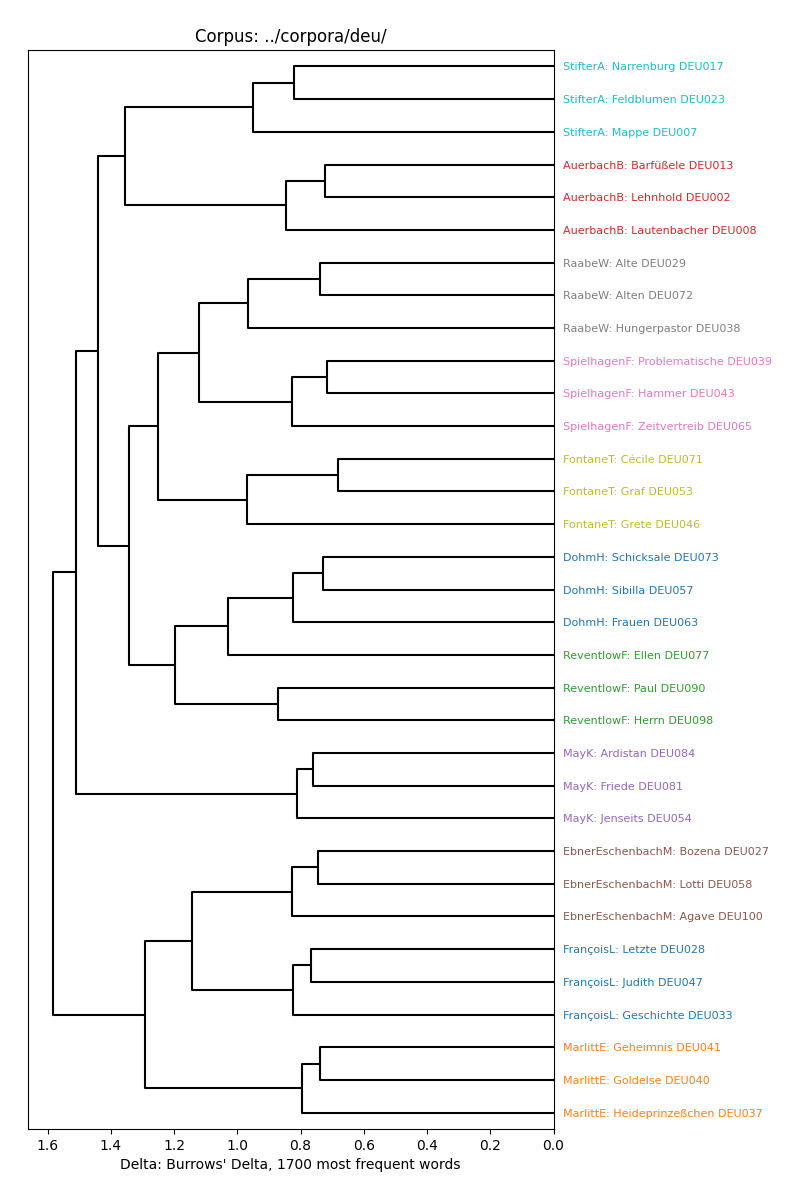 Corpus: ../corpora/deu/
StifterA: Narrenburg DEU017
StifterA: Feldblumen DEU023
StifterA: Mappe DEU007
AuerbachB: Barfüßele DEU013
AuerbachB: Lehnhold DEU002
AuerbachB: Lautenbacher DEU008
RaabeW: Alte DEU029
RaabeW: Alten DEU072
RaabeW: Hungerpastor DEU038
SpielhagenF: Problematische DEU039
SpielhagenF: Hammer DEU043
SpielhagenF: Zeitvertreib DEU065
FontaneT: Cécile DEU071
FontaneT: Graf DEU053
FontaneT: Grete DEU046
DohmH: Schicksale DEU073
DohmH: Sibilla DEU057
DohmH: Frauen DEU063
ReventlowF: Ellen DEU077
ReventlowF: Paul DEU090
ReventlowF: Herrn DEU098
MayK: Ardistan DEU084
MayK: Friede DEU081
MayK: Jenseits DEU054
EbnerEschenbachM: Bozena DEU027
EbnerEschenbachM: Lotti DEU058
EbnerEschenbachM: Agave DEU100
FrançoisL: Letzte DEU028
FrançoisL: Judith DEU047
FrançoisL: Geschichte DEU033
MarlittE: Geheimnis DEU041
MarlittE: Goldelse DEU040
MarlittE: Heideprinzeßchen DEU037
1.6 1.4 1.2 1.0 0.8 0.6 0.4 0.2 0.0
Delta: Burrows' Delta, 1700 most frequent words